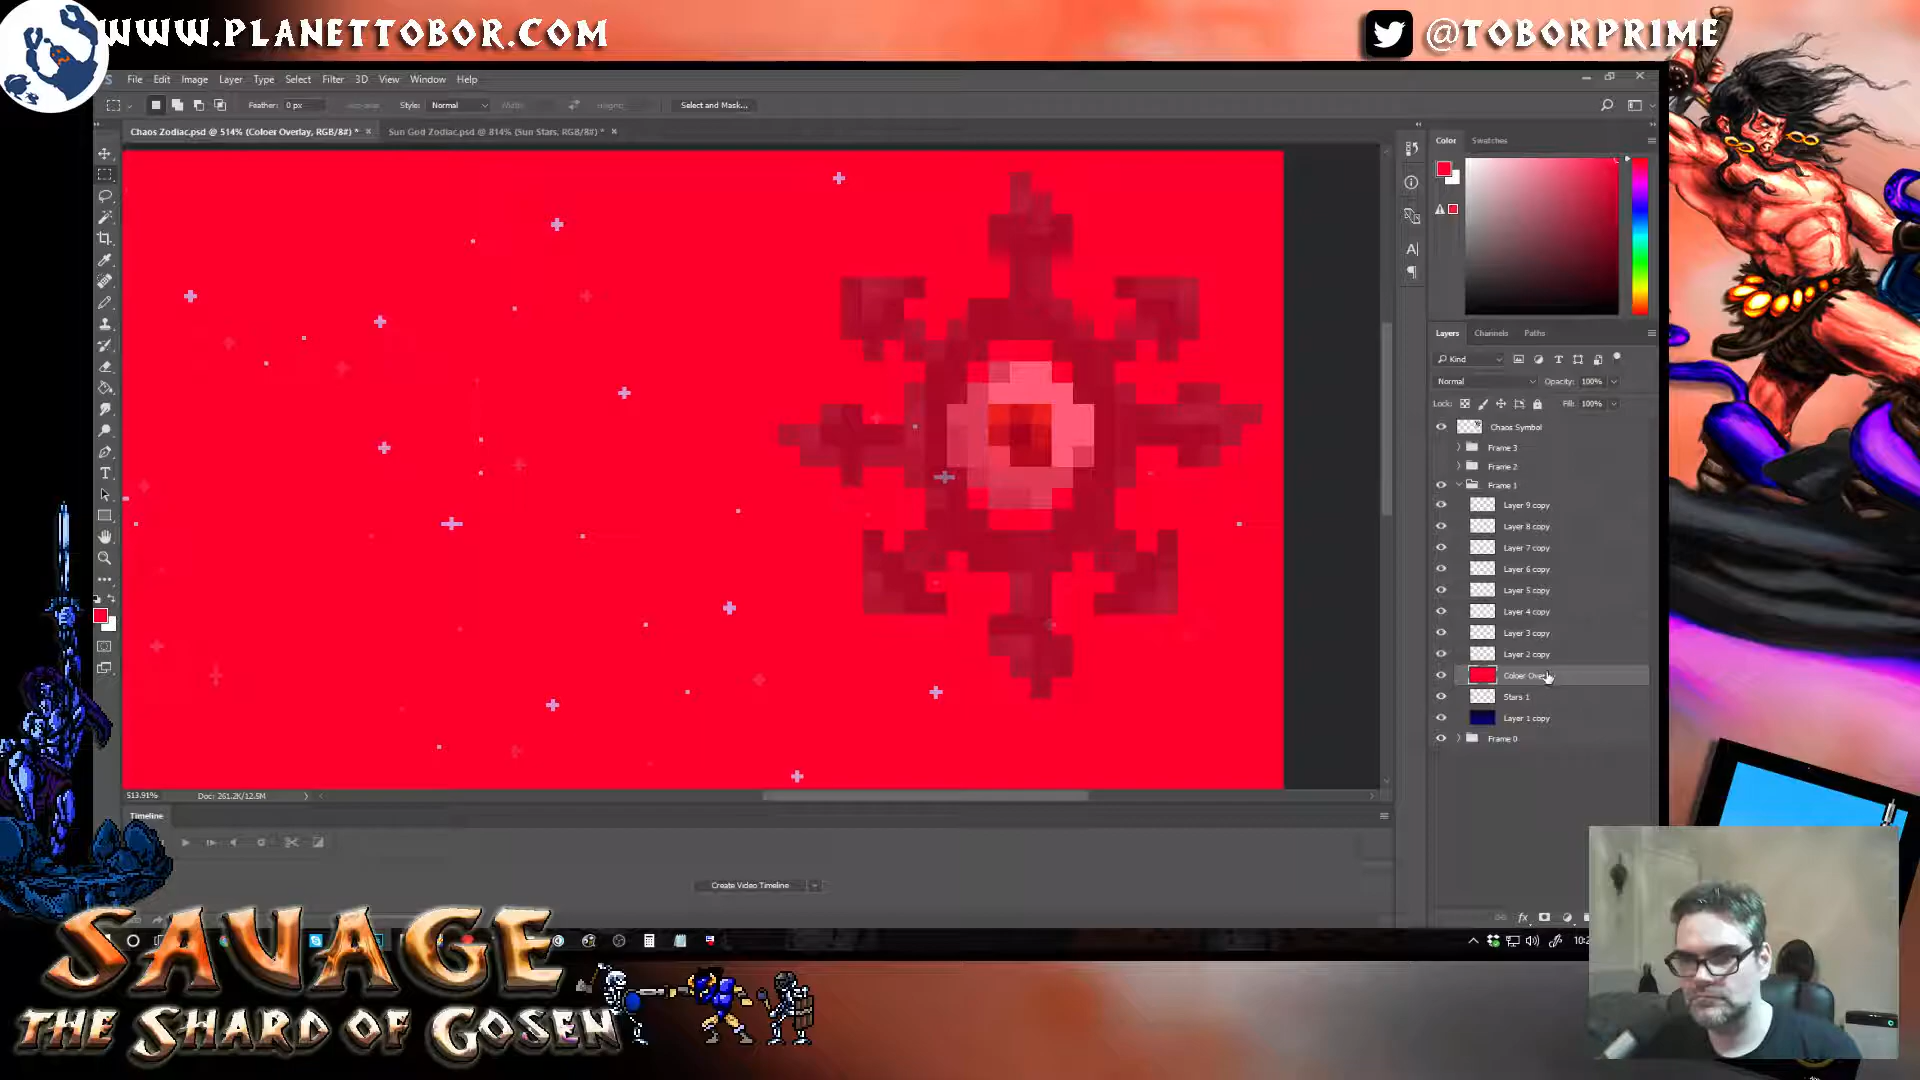 WWW.PLANETTOBOR.COM
@TOBORPRIME
File Edit Image Layer Type Select Filter 3D View Window Help
Feather: 0 px
Style: Normal
Select and Mask...
Chaos Zodiac.psd @ 514% (Coloer Overlay, RGB/8#) *
Sun God Zodiac.psd @ 814% (Sun Stars, RGB/8#) *
Color Swatches
Layers Channels Paths
Kind
Normal Opacity: 100%
Lock: Fill: 100%
Chaos Symbol
Frame 3
Frame 2
Frame 1
Layer 9 copy
Layer 8 copy
Layer 7 copy
Layer 6 copy
Layer 5 copy
Layer 4 copy
Layer 3 copy
Layer 2 copy
Coloer
Stars 1
Layer 1 copy
Frame 0
513.91% Doc: 261.2K/12.5M
Timeline
Create Video Timeline
fx
SAVAGE
THE SHARD OF GOSEN